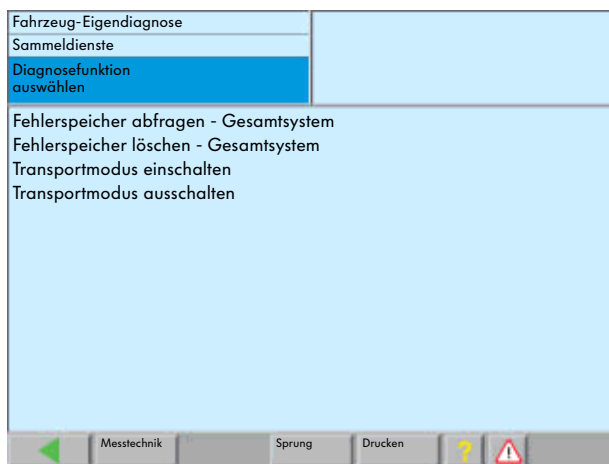 Fahrzeug-Eigendiagnose
Sammeldienste
Diagnosefunktion
auswählen
Fehlerspeicher abfragen - Gesamtsystem
Fehlerspeicher löschen - Gesamtsystem
Transportmodus einschalten
Transportmodus ausschalten
Messtechnik Sprung Drucken ?